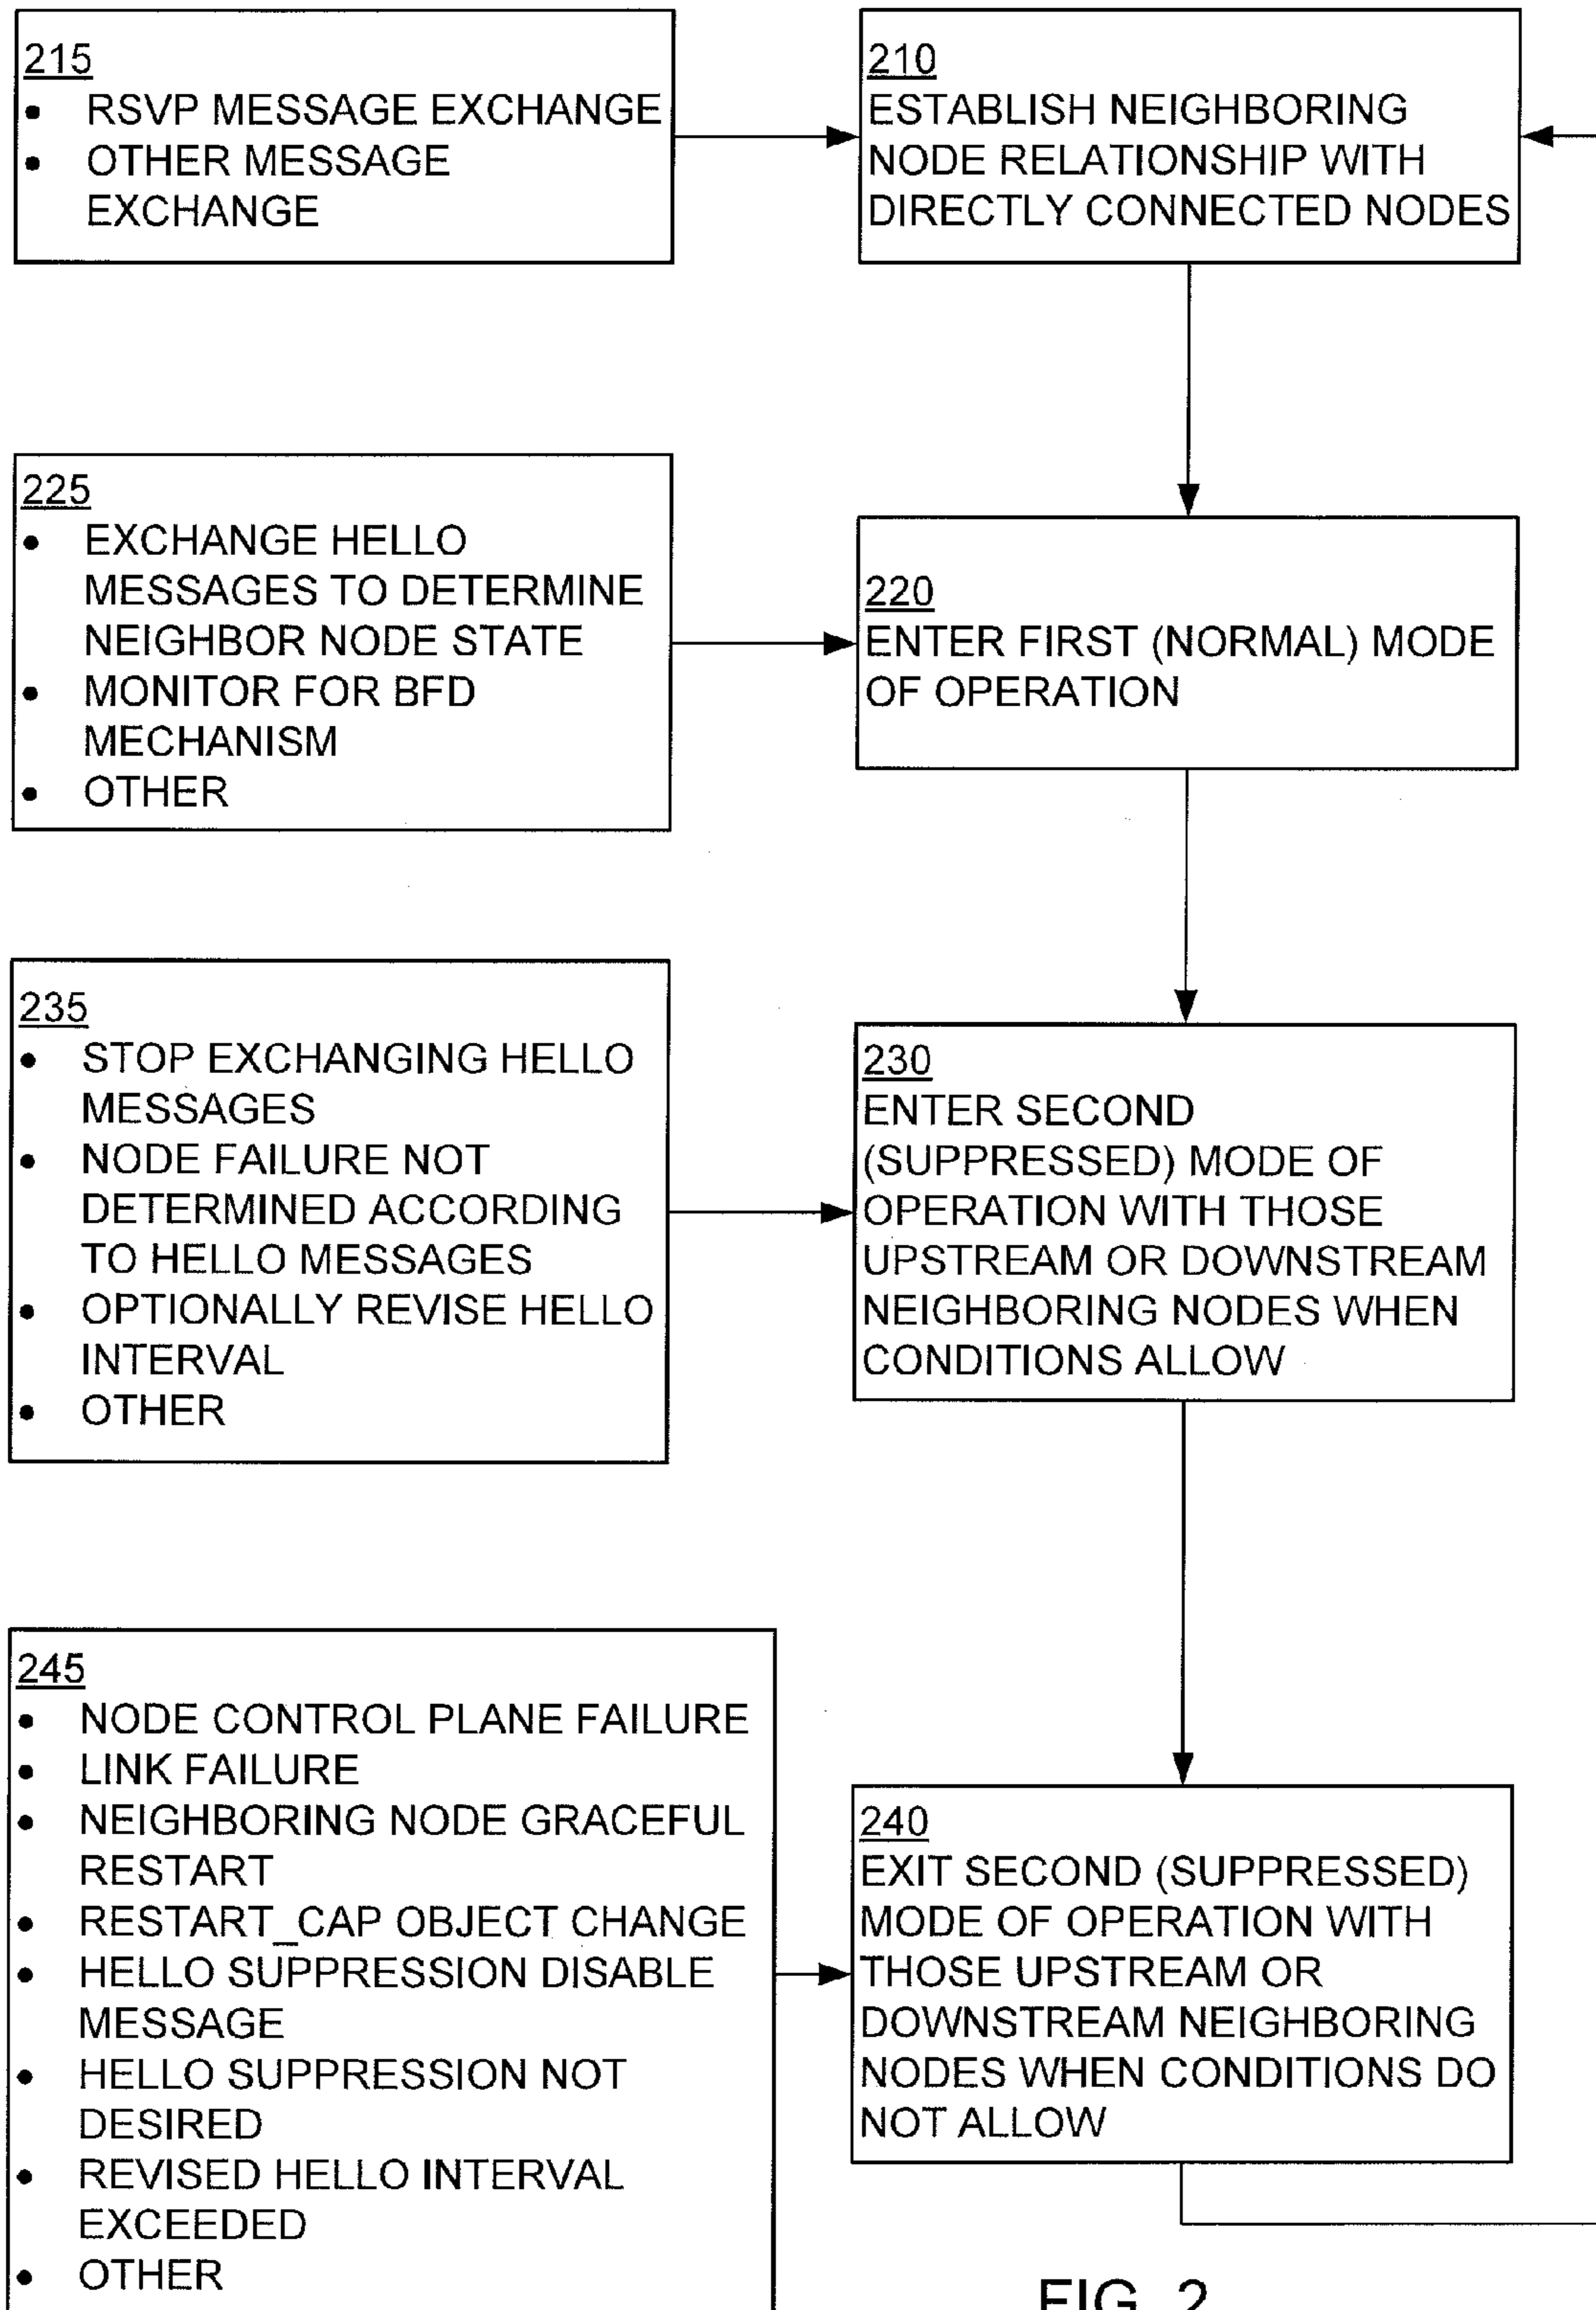 215
• RSVP MESSAGE EXCHANGE
• OTHER MESSAGE
EXCHANGE
210
ESTABLISH NEIGHBORING
NODE RELATIONSHIP WITH
DIRECTLY CONNECTED NODES
225
• EXCHANGE HELLO
MESSAGES TO DETERMINE
NEIGHBOR NODE STATE
• MONITOR FOR BFD
MECHANISM
• OTHER
220
ENTER FIRST (NORMAL) MODE
OF OPERATION
235
• STOP EXCHANGING HELLO
MESSAGES
• NODE FAILURE NOT
DETERMINED ACCORDING
TO HELLO MESSAGES
• OPTIONALLY REVISE HELLO
INTERVAL
• OTHER
230
ENTER SECOND
(SUPPRESSED) MODE OF
OPERATION WITH THOSE
UPSTREAM OR DOWNSTREAM
NEIGHBORING NODES WHEN
CONDITIONS ALLOW
245
• NODE CONTROL PLANE FAILURE
• LINK FAILURE
• NEIGHBORING NODE GRACEFUL
RESTART
• RESTART_CAP OBJECT CHANGE
• HELLO SUPPRESSION DISABLE
MESSAGE
• HELLO SUPPRESSION NOT
DESIRED
• REVISED HELLO INTERVAL
EXCEEDED
• OTHER
240
EXIT SECOND (SUPPRESSED)
MODE OF OPERATION WITH
THOSE UPSTREAM OR
DOWNSTREAM NEIGHBORING
NODES WHEN CONDITIONS DO
NOT ALLOW
FIG. 2